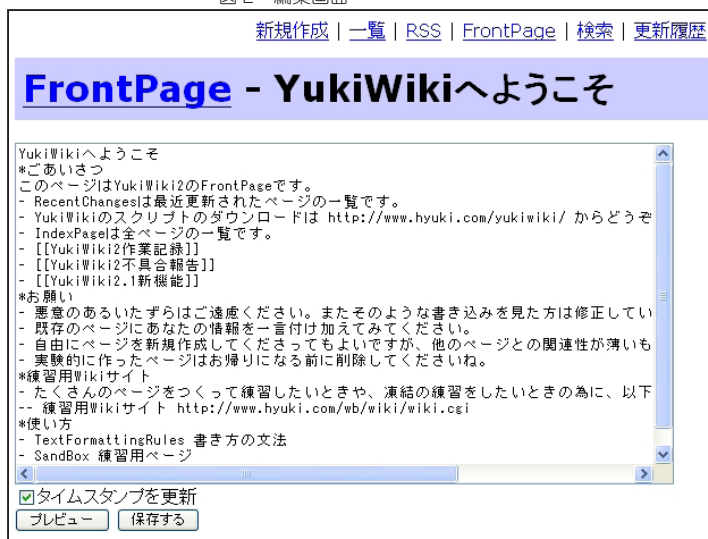 新規作成 | 一覧 | RSS | FrontPage | 検索 | 更新履歴
FrontPage - YukiWikiへようこそ
YukiWikiへようこそ
*ごあいさつ
このページはYukiWiki2のFrontPageです。
- RecentChangesは最近更新されたページの一覧です。
- YukiWikiのスクリプトのダウンロードは http://www.hyuki.com/yukiwiki/ からどうぞ
- IndexPageは全ページの一覧です。
- [[YukiWiki2作業記録]]
- [[YukiWiki2不具合報告]]
- [[YukiWiki2.1新機能]]
*お願い
- 悪意のあるいたずらはご遠慮ください。またそのような書き込みを見た方は修正してい
- 既存のページにあなたの情報を一言付け加えてみてください。
- 自由にページを新規作成してくださってもよいですが、他のページとの関連性が薄いも
- 実験的に作ったページはお帰りになる前に削除してくださいね。
*練習用Wikiサイト
- たくさんのページをつくって練習したいときや、凍結の練習をしたいときの為に、以下
-- 練習用Wikiサイト http://www.hyuki.com/wb/wiki/wiki.cgi
*使い方
- TextFormattingRules 書き方の文法
- SandBox 練習用ページ
タイムスタンプを更新
プレビュー 保存する